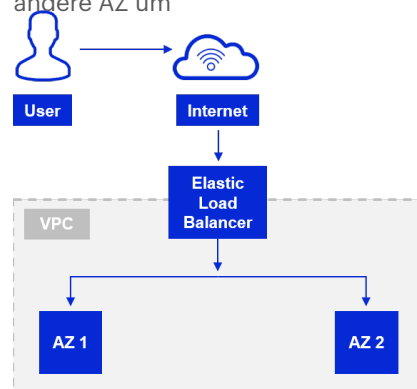 andere AZ um
User
Internet
Elastic
Load
Balancer
VPC
AZ 1
AZ 2